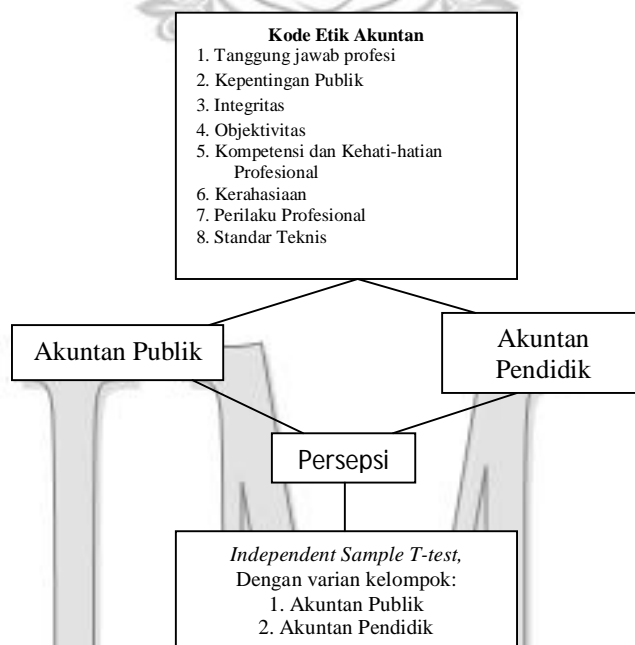 Kode Etik Akuntan
1. Tanggung jawab profesi
2. Kepentingan Publik
3. Integritas
4. Objektivitas
5. Kompetensi dan Kehati-hatian
Profesional
6. Kerahasiaan
7. Perilaku Profesional
8. Standar Teknis
Akuntan Publik
Akuntan
Pendidik
Persepsi
Independent Sample T-test,
Dengan varian kelompok:
1. Akuntan Publik
2. Akuntan Pendidik